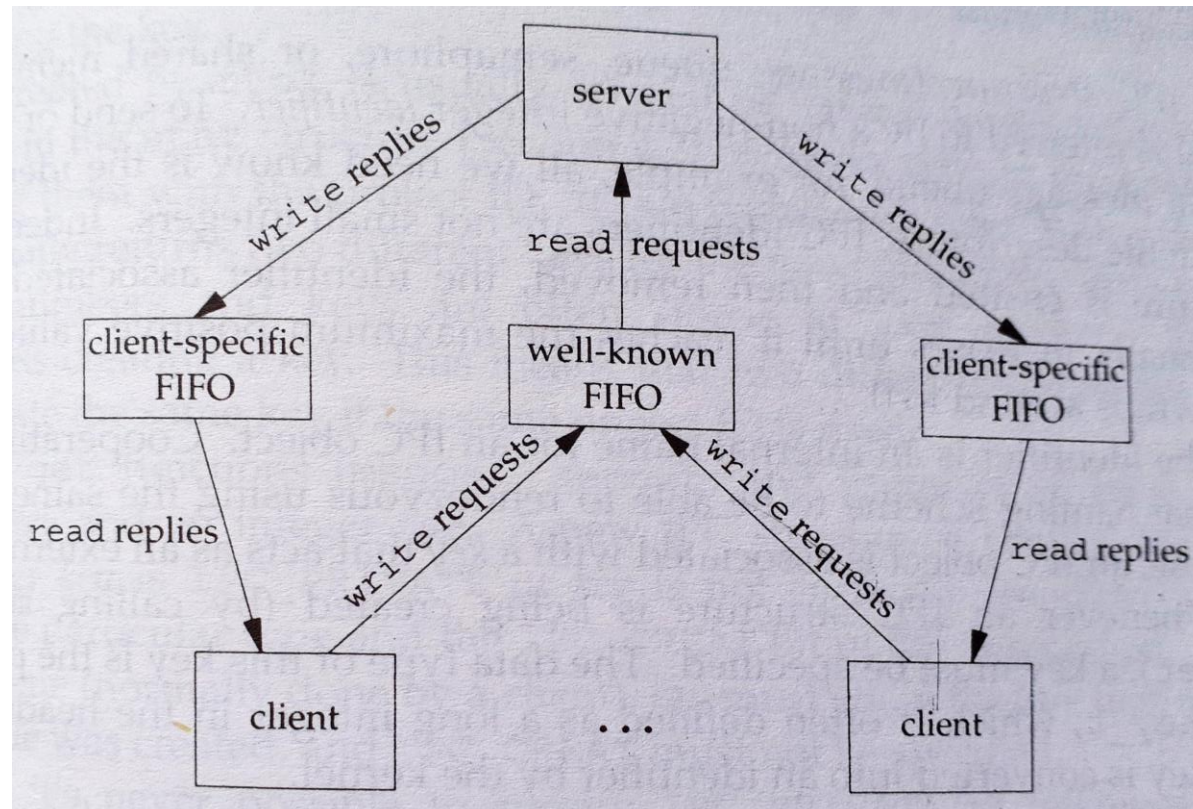 server
write replies
write replies
read requests
client-specific
FIFO
well-known
FIFO
client-specific
FIFO
write requests
write requests
read replies
read replies
client
...
client